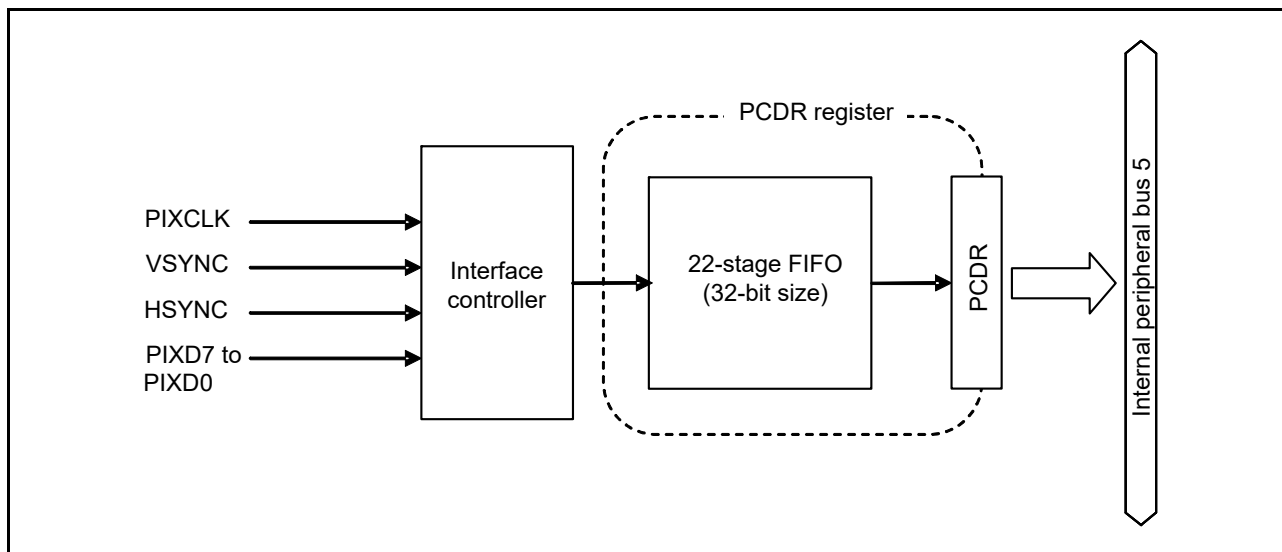 PCDR register
PIXCLK
VSYNC
HSYNC
PIXD7 to
PIXD0
Interface
controller
22-stage FIFO
(32-bit size)
PCDR
Internal peripheral bus 5